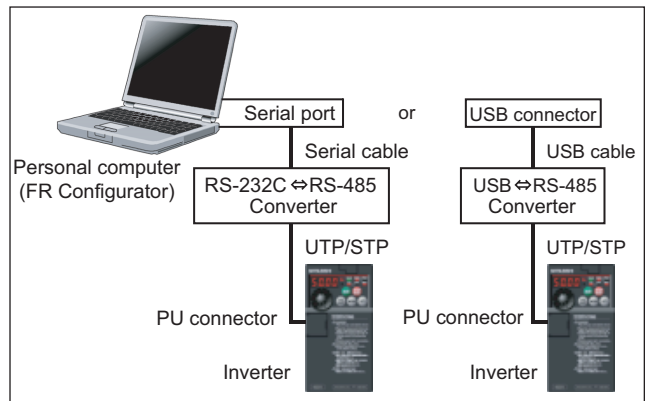 Serial port
or
USB connector
Serial cable
USB cable
Personal computer
(FR Configurator)
RS-232C⇔RS-485
Converter
USB⇔RS-485
Converter
UTP/STP
UTP/STP
PU connector
PU connector
Inverter
Inverter